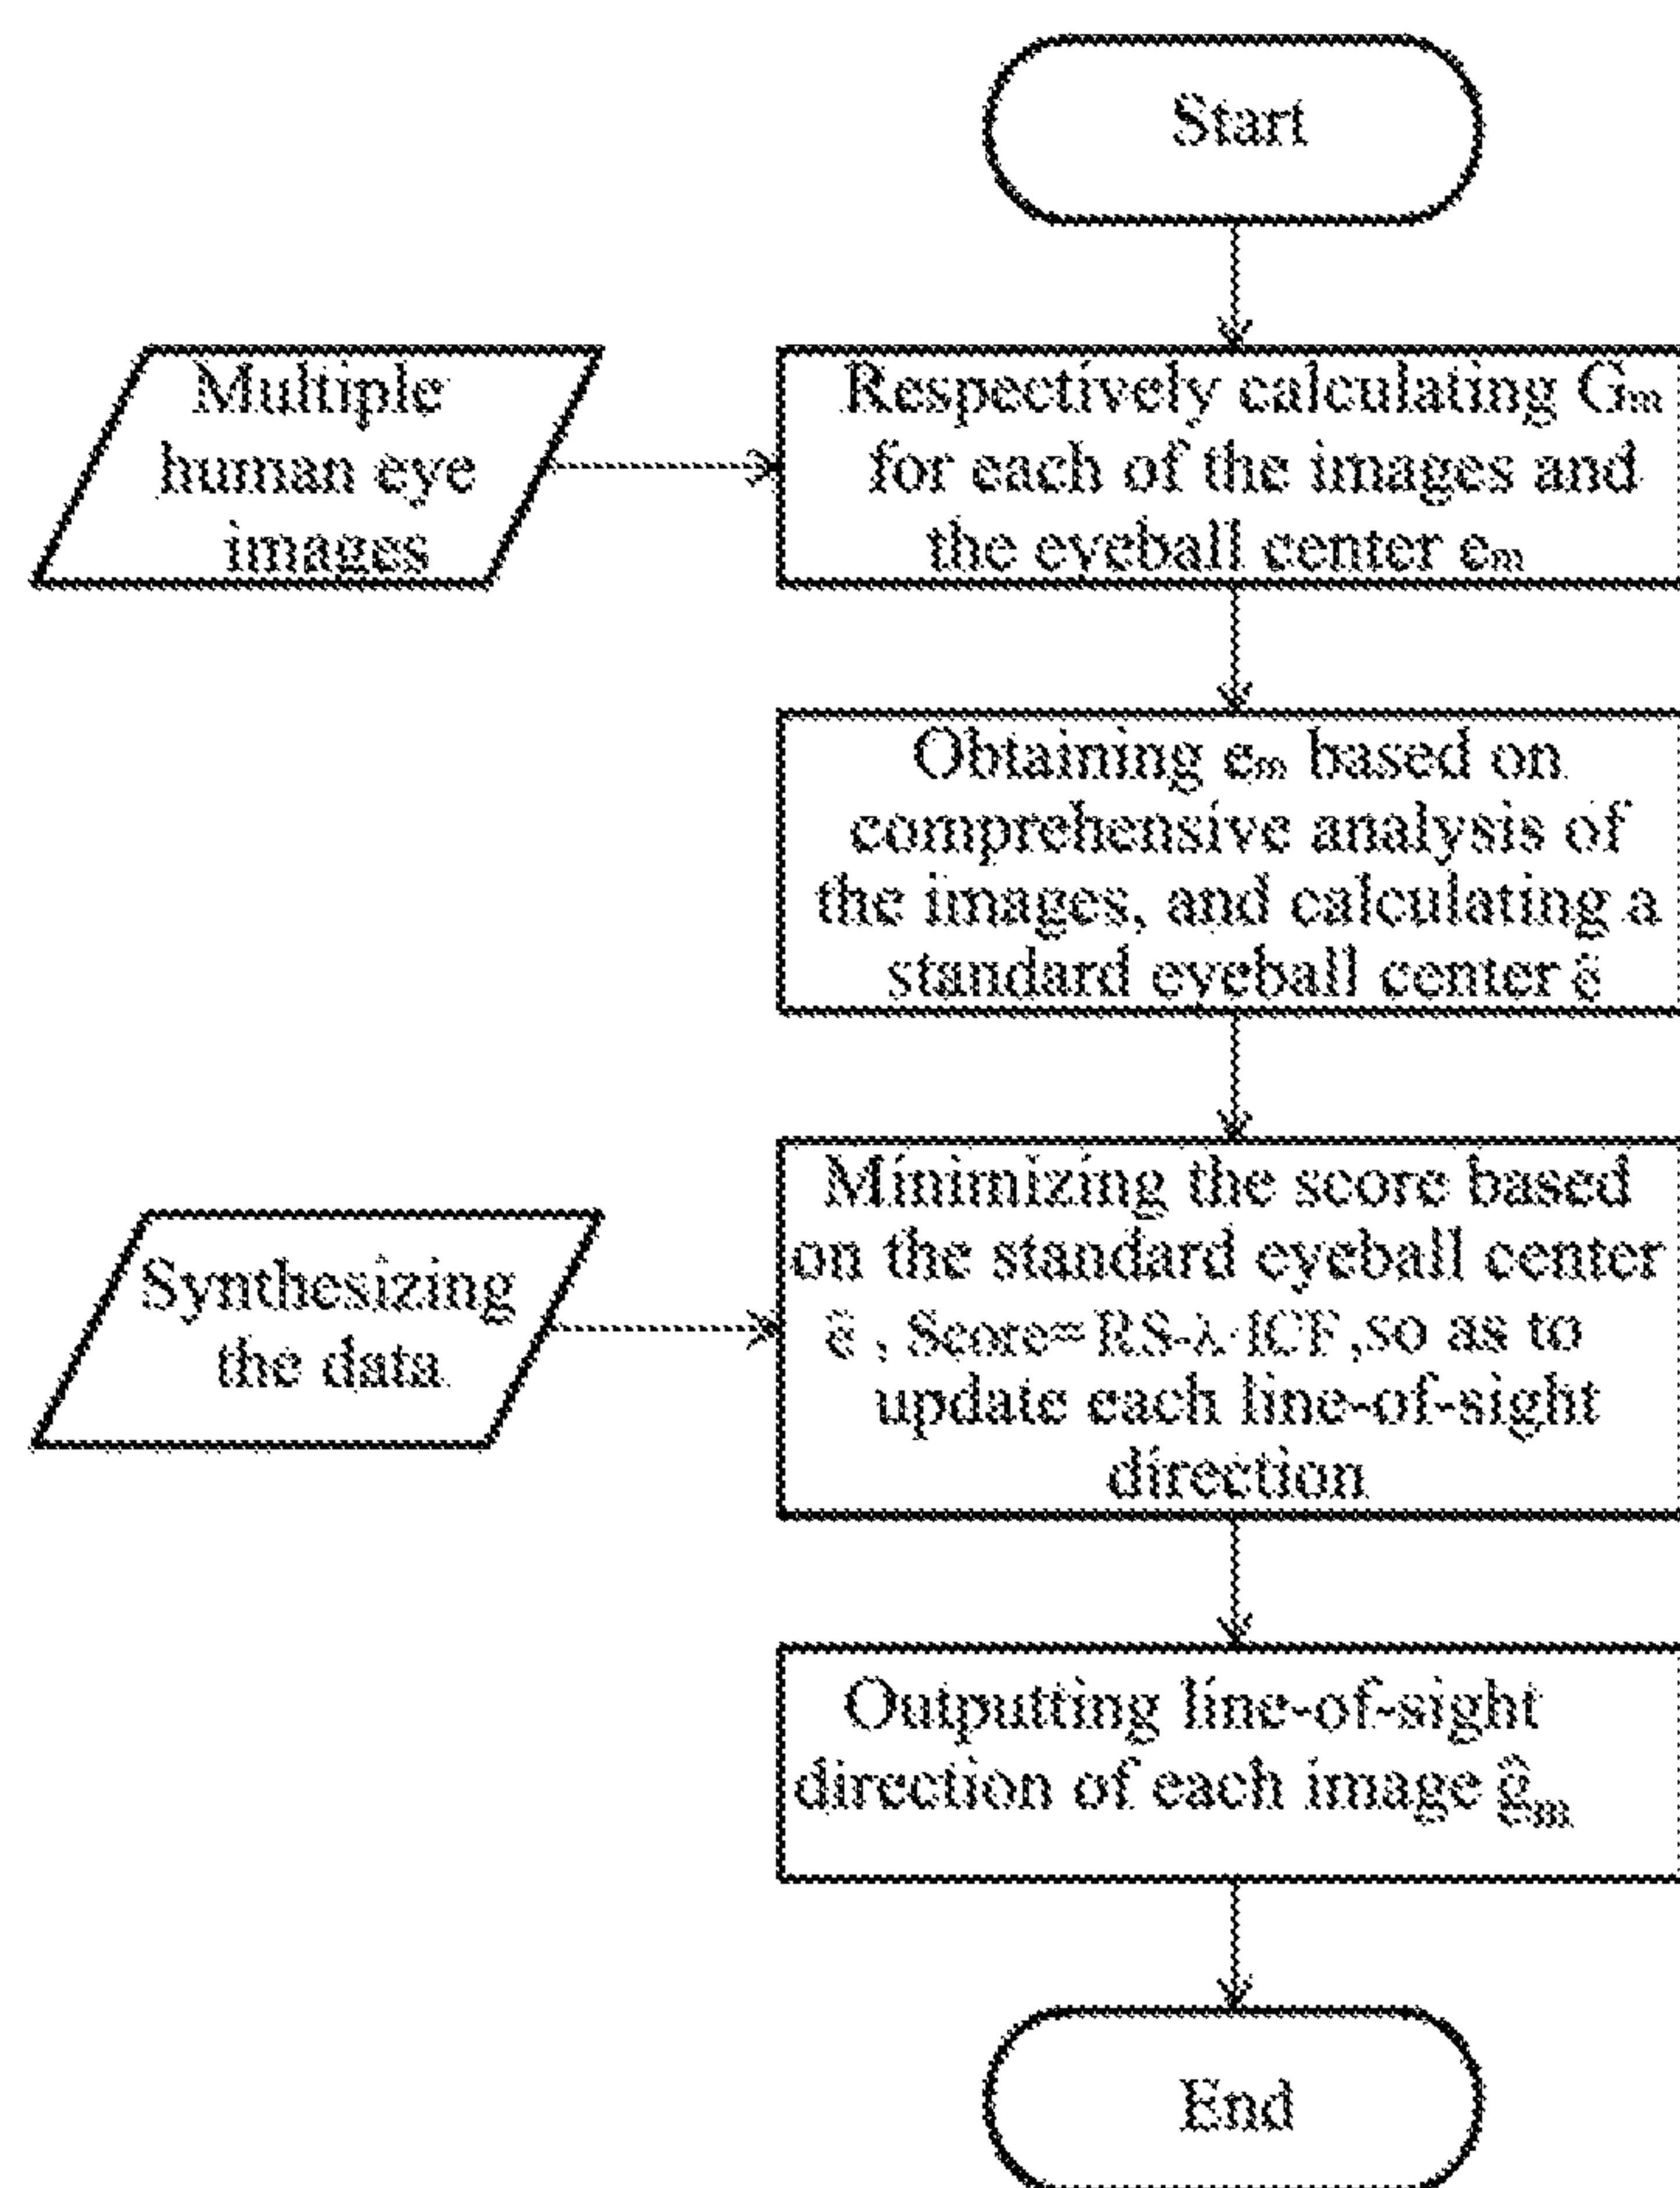 Start
Multiple
human eye
images
Respectively calculating Gm
for each of the images and
the eyeball center em
Obtaining em based on
comprehensive analysis of
the images, and calculating a
standard eyeball center
Synthesizing
the data
Minimizing the score based
on the standard eyeball center
, Score=RS-λ·ICF,so as to
update each line-of-sight
direction
Outputting line-of-sight
direction of each image ĝm
End